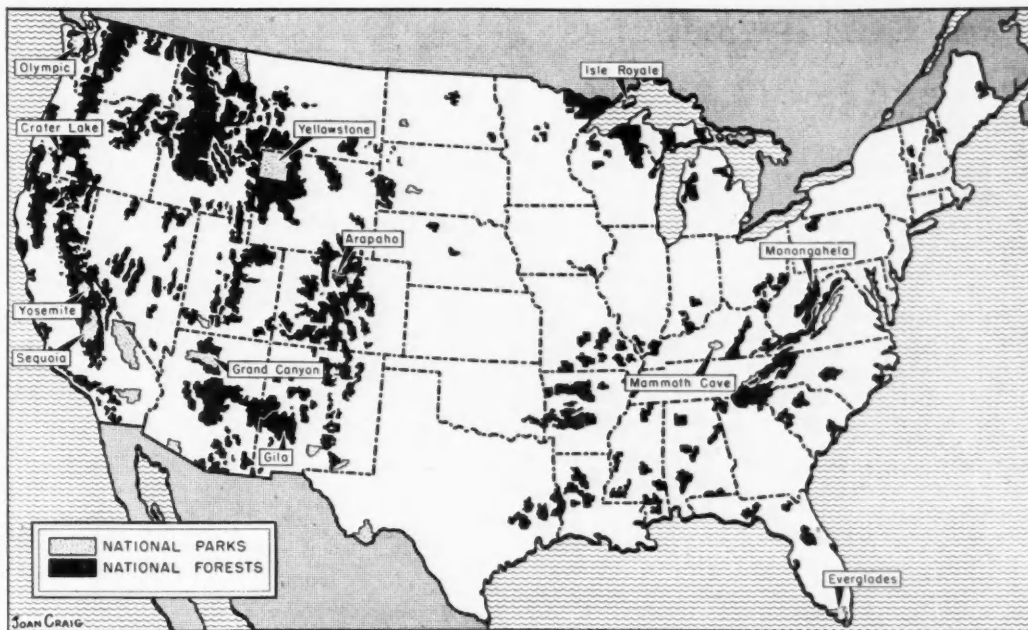 Olympic
Isle Royale
Crater Lake
Yellowstone
Arapaho
Monongahela
Yosemite
Sequoia
Grand Canyon
Mammoth Cave
Gila
NATIONAL PARKS
NATIONAL FORESTS
Everglades
JOAN CRAIG